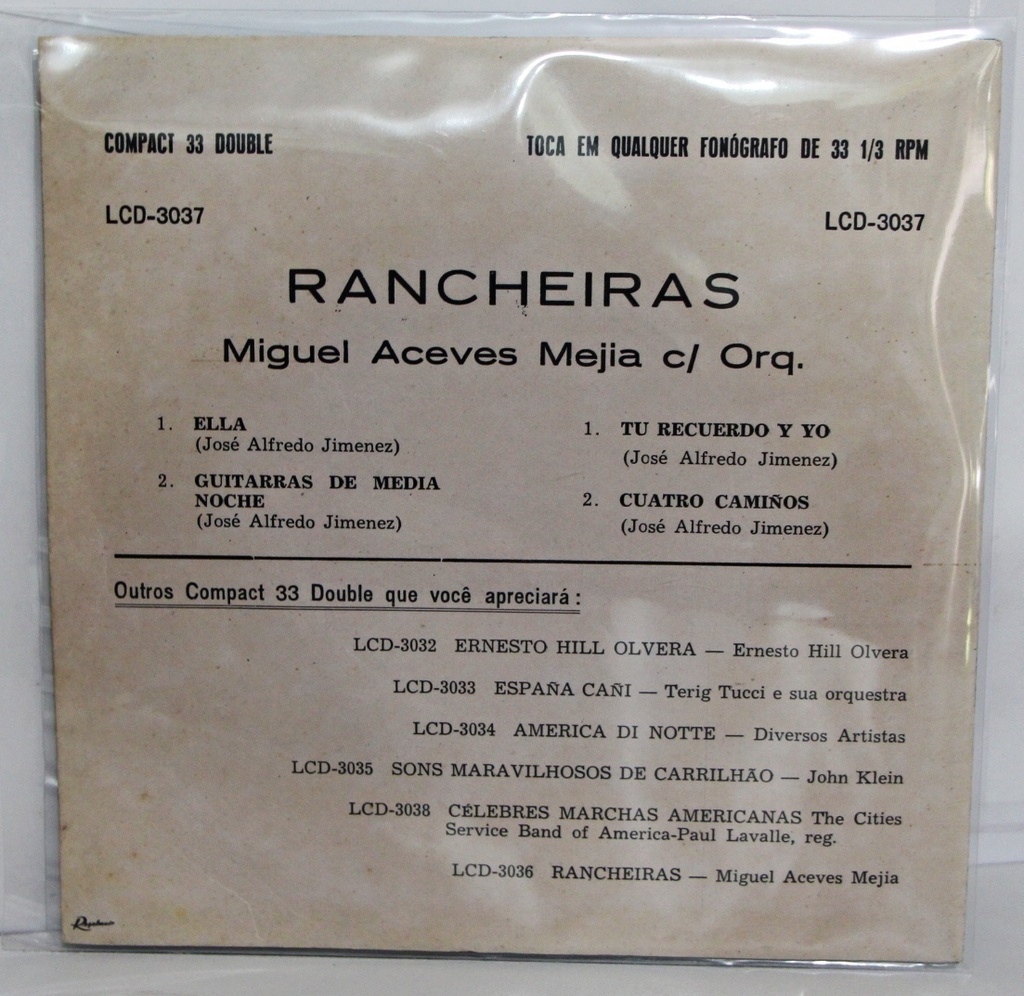 COMPACT 33 DOUBLE
TOCA EM QUALQUER FONÓGRAFO DE 33 1/3 RPM
LCD-3037
LCD-3037
RANCHEIRAS
Miguel Aceves Mejia c/ Orq.
1. ELLA
(José Alfredo Jimenez)
2. GUITARRAS DE MEDIA
NOCHE
(José Alfredo Jimenez)
1. TU RECUERDO Y YO
(José Alfredo Jimenez)
2. CUATRO CAMIÑOS
(José Alfredo Jimenez)
Outros Compact 33 Double que você apreciará:
LCD-3032 ERNESTO HILL OLVERA — Ernesto Hill Olvera
LCD-3033 ESPAÑA CAÑI — Terig Tucci e sua orquestra
LCD-3034 AMERICA DI NOTTE — Diversos Artistas
LCD-3035 SONS MARAVILHOSOS DE CARRILHÃO — John Klein
LCD-3038 CÉLEBRES MARCHAS AMERICANAS The Cities
Service Band of America-Paul Lavalle, reg.
LCD-3036 RANCHEIRAS — Miguel Aceves Mejia